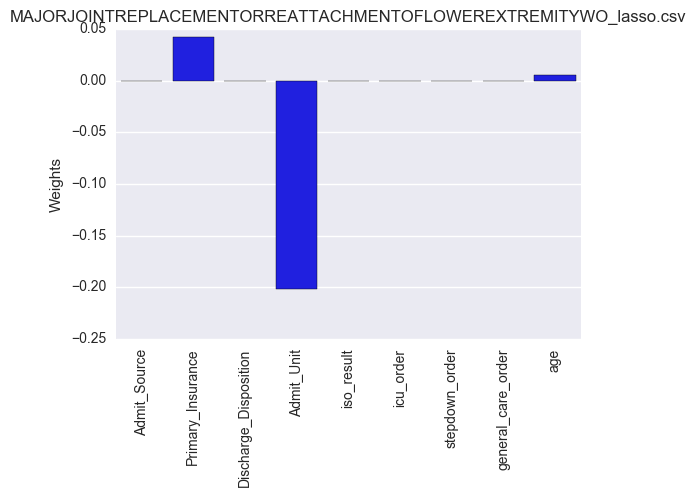 MAJORJOINTREPLACEMENTORREATTACHMENTOFLOWEREXTREMITYWO_lasso.csv
0.05
0.00
−0.05
−0.10
−0.15
−0.20
−0.25
Weights
Admit_Source
Primary_Insurance
Discharge_Disposition
Admit_Unit
iso_result
icu_order
stepdown_order
general_care_order
age